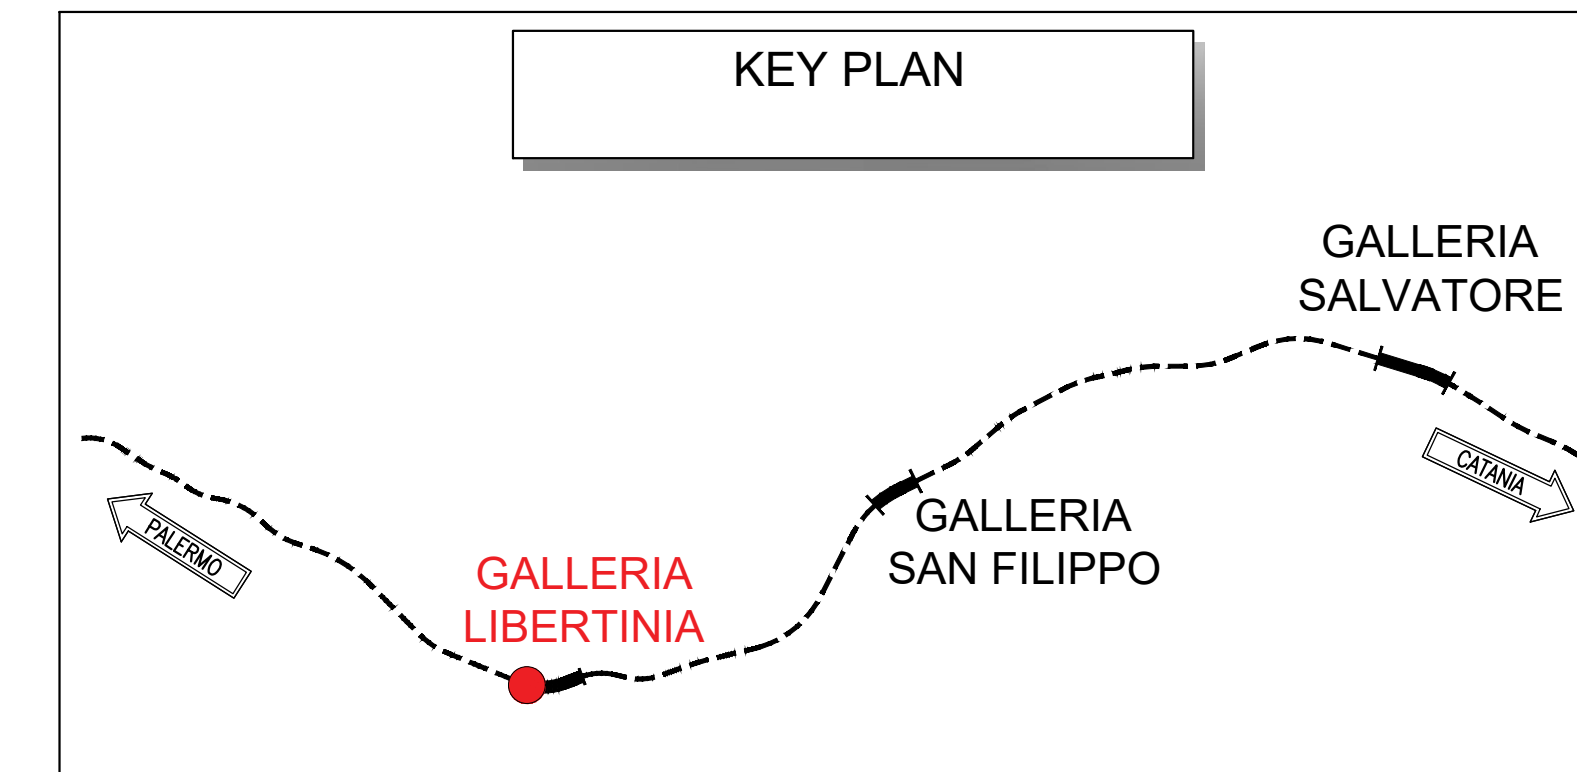 KEY PLAN
GALLERIA
SALVATORE
CATANIA
GALLERIA
SAN FILIPPO
PALERMO
GALLERIA
LIBERTINIA